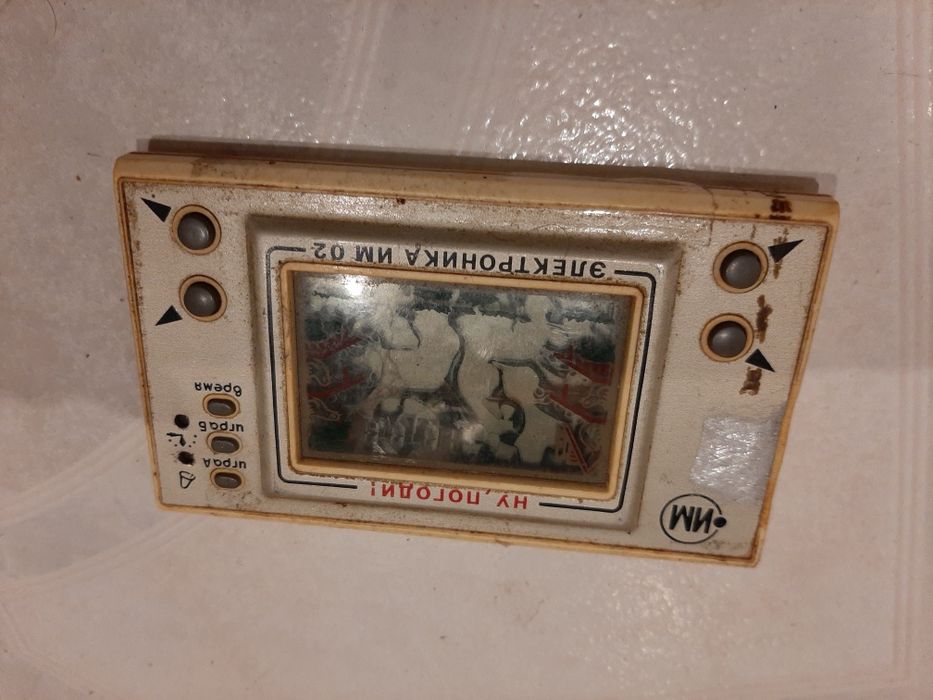 ИМ
НУ, ПОГОДИ!
игра А
игра Б
время
ЭЛЕКТРОНИКА ИМ 02